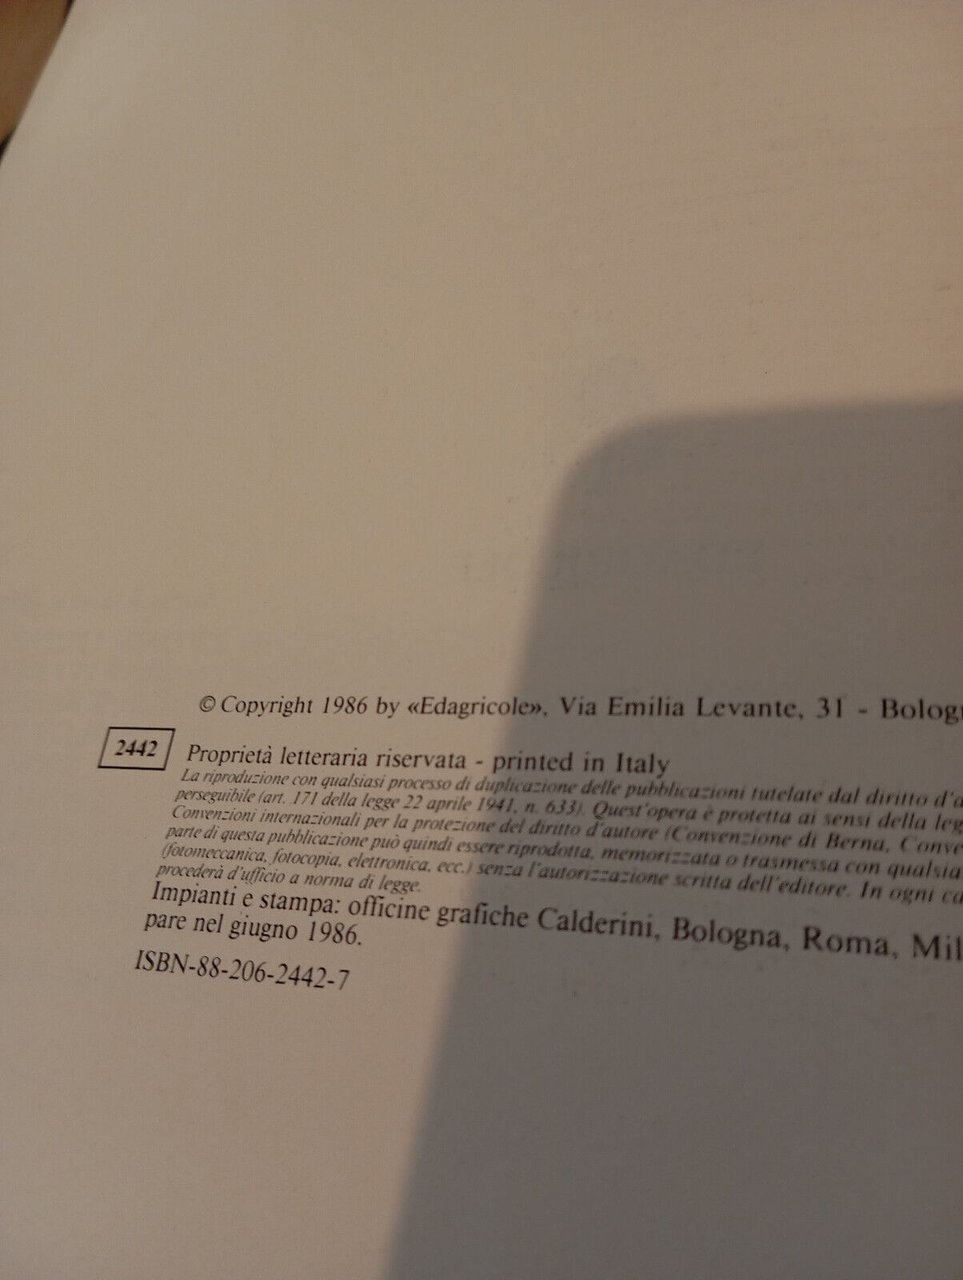 © Copyright 1986 by «Edagricole», Via Emilia Levante, 31 - Bologn
2442
Proprietà letteraria riservata - printed in Italy
La riproduzione con qualsiasi processo di duplicazione delle pubblicazioni tutelate dal diritto d'a
perseguibile (art. 171 della legge 22 aprile 1941, n. 633). Quest'opera è protetta ai sensi della leg
Convenzioni internazionali per la protezione del diritto d'autore (Convenzione di Berna, Conve
parte di questa pubblicazione può quindi essere riprodotta, memorizzata o trasmessa con qualsia
(fotomeccanica, fotocopia, elettronica, ecc.) senza l'autorizzazione scritta dell'editore. In ogni ca
procederà d'ufficio a norma di legge.
Impianti e stampa: officine grafiche Calderini, Bologna, Roma, Mil
pare nel giugno 1986.
ISBN-88-206-2442-7